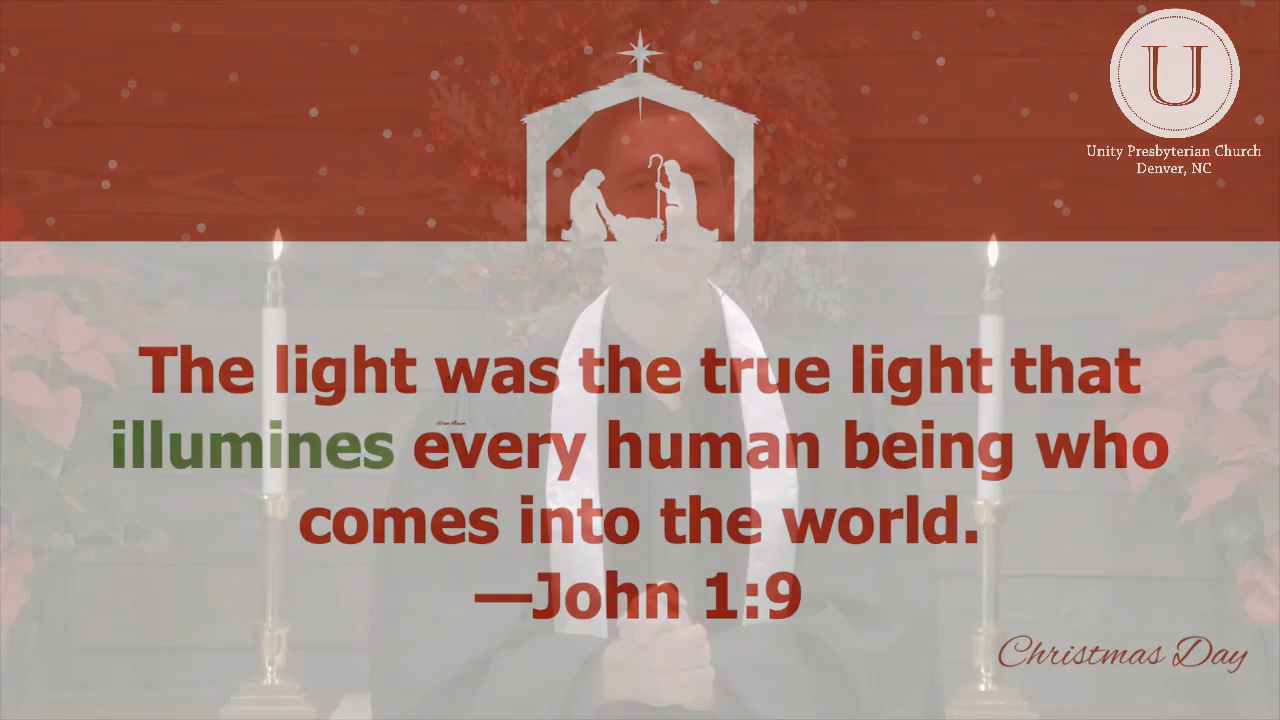 U
Unity Presbyterian Church
Denver, NC
The light was the true light that
illumines every human being who
comes into the world.
—John 1:9
Christmas Day